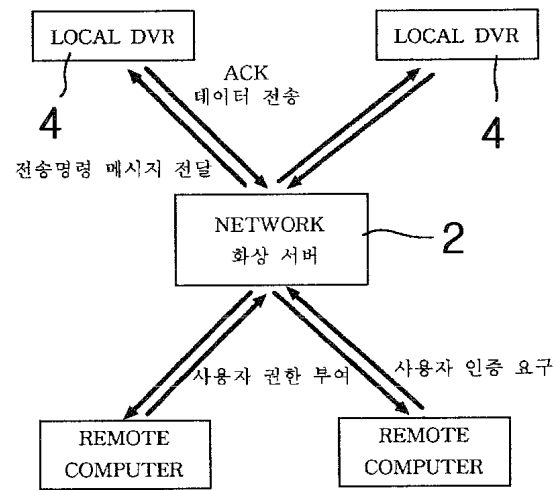 LOCAL DVR
LOCAL DVR
ACK
데이터 전송
4
4
전송명령 메시지 전달
NETWORK
화상 서버
2
사용자 권한 부여
사용자 인증 요구
REMOTE
COMPUTER
REMOTE
COMPUTER